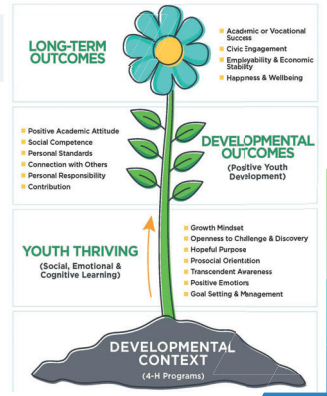 LONG-TERM
OUTCOMES
Academic or Vocational
Success
Civic Engagement
Employability & Economic
Stability
Happiness & Wellbeing
Positive Academic Attitude
Social Competence
Personal Standards
Connection with Others
Personal Responsibility
Contribution
DEVELOPMENTAL
OUTCOMES
(Positive Youth
Development)
YOUTH THRIVING
(Social, Emotional &
Cognitive Learning)
Growth Mindset
Openness to Challenge & Discovery
Hopeful Purpose
Prosocial Orientation
Transcendent Awareness
Positive Emotions
Goal Setting & Management
DEVELOPMENTAL
CONTEXT
(4-H Programs)